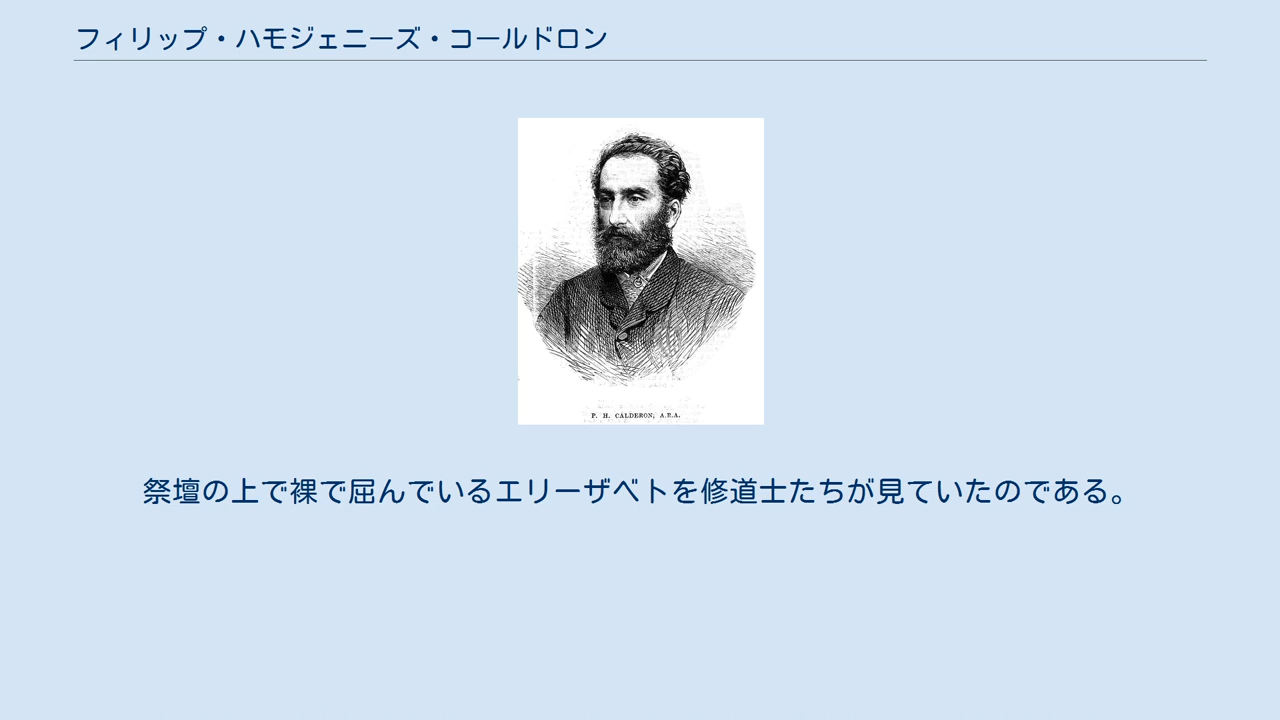 フィリップ・ハモジェニーズ・コールドロン
P. H. CALDERON, A.R.A.
祭壇の上で裸で屈んでいるエリーザベトを修道士たちが見ていたのである。